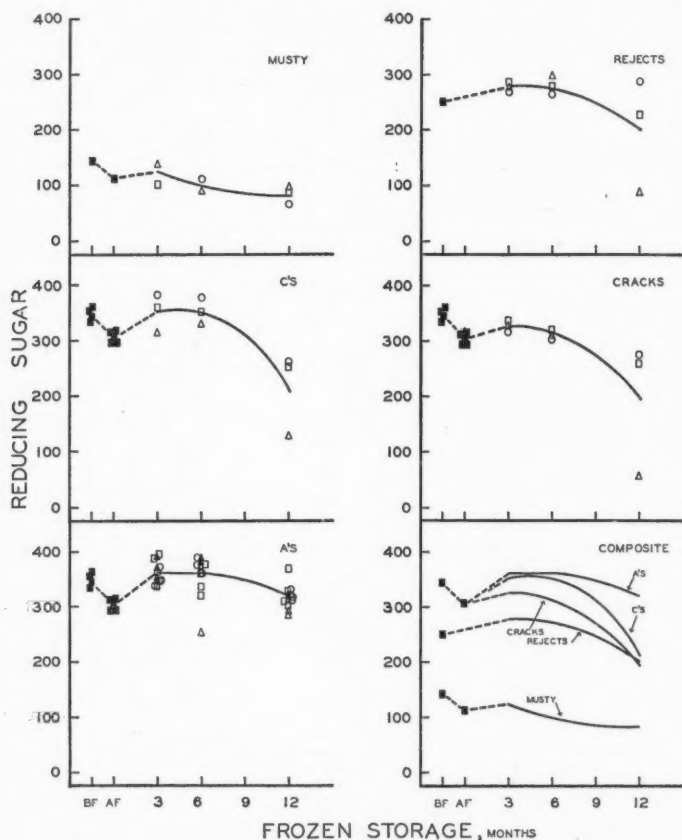 400
300
200
100
0
MUSTY
400
300
200
100
0
REJECTS
400
300
200
100
0
C'S
400
300
200
100
0
CRACKS
400
300
200
100
0
A'S
BF AF 3 6 9 12
400
300
200
100
0
COMPOSITE
A'S
C'S
CRACKS
REJECTS
MUSTY
BF AF 3 6 9 12
REDUCING SUGAR
FROZEN STORAGE, MONTHS